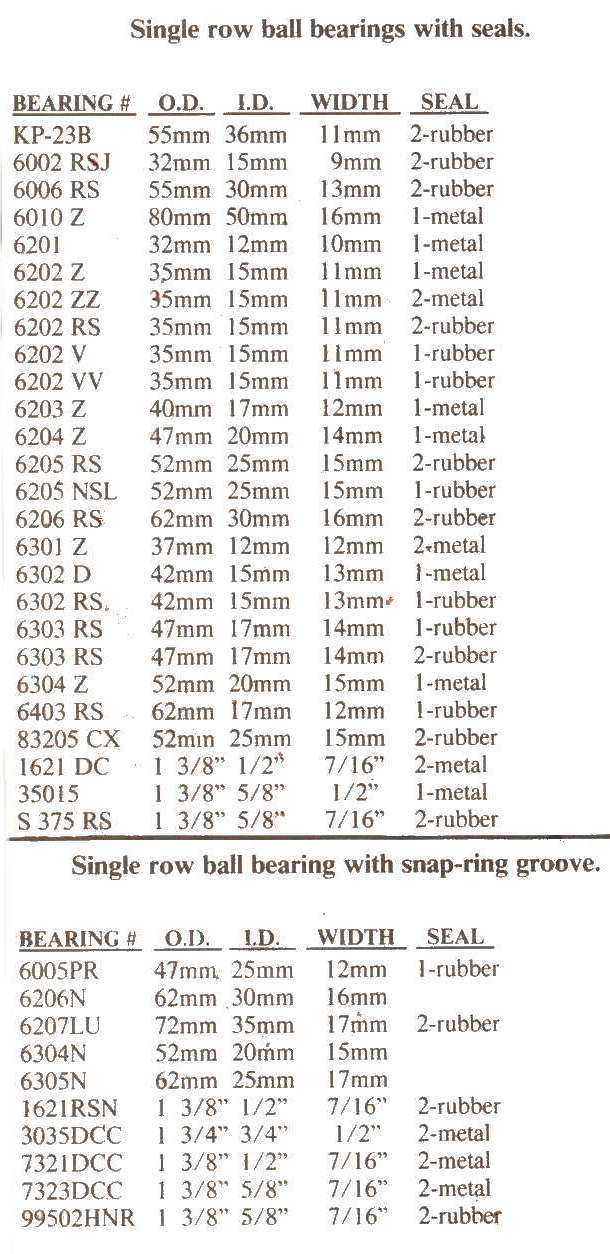 Single row ball bearings with seals.
BEARING # O.D. I.D. WIDTH SEAL
KP-23B 55mm 36mm 11mm 2-rubber
6002 RSJ 32mm 15mm 9mm 2-rubber
6006 RS 55mm 30mm 13mm 2-rubber
6010 Z 80mm 50mm 16mm 1-metal
6201 32mm 12mm 10mm 1-metal
6202 Z 35mm 15mm 11mm 1-metal
6202 ZZ 35mm 15mm 11mm 2-metal
6202 RS 35mm 15mm 11mm 2-rubber
6202 V 35mm 15mm 11mm 1-rubber
6202 VV 35mm 15mm 11mm 1-rubber
6203 Z 40mm 17mm 12mm 1-metal
6204 Z 47mm 20mm 14mm 1-metal
6205 RS 52mm 25mm 15mm 2-rubber
6205 NSL 52mm 25mm 15mm 1-rubber
6206 RS 62mm 30mm 16mm 2-rubber
6301 Z 37mm 12mm 12mm 2-metal
6302 D 42mm 15mm 13mm 1-metal
6302 RS 42mm 15mm 13mm 1-rubber
6303 RS 47mm 17mm 14mm 1-rubber
6303 RS 47mm 17mm 14mm 2-rubber
6304 Z 52mm 20mm 15mm 1-metal
6403 RS 62mm 17mm 12mm 1-rubber
83205 CX 52mm 25mm 15mm 2-rubber
1621 DC 1 3/8” 1/2” 7/16” 2-metal
35015 1 3/8” 5/8” 1/2” 1-metal
S 375 RS 1 3/8” 5/8” 7/16” 2-rubber
Single row ball bearing with snap-ring groove.
BEARING # O.D. I.D. WIDTH SEAL
6005PR 47mm 25mm 12mm 1-rubber
6206N 62mm 30mm 16mm
6207LU 72mm 35mm 17mm 2-rubber
6304N 52mm 20mm 15mm
6305N 62mm 25mm 17mm
1621RSN 1 3/8” 1/2” 7/16” 2-rubber
3035DCC 1 3/4” 3/4” 1/2” 2-metal
7321DCC 1 3/8” 1/2” 7/16” 2-metal
7323DCC 1 3/8” 5/8” 7/16” 2-metal
99502HNR 1 3/8” 5/8” 7/16” 2-rubber